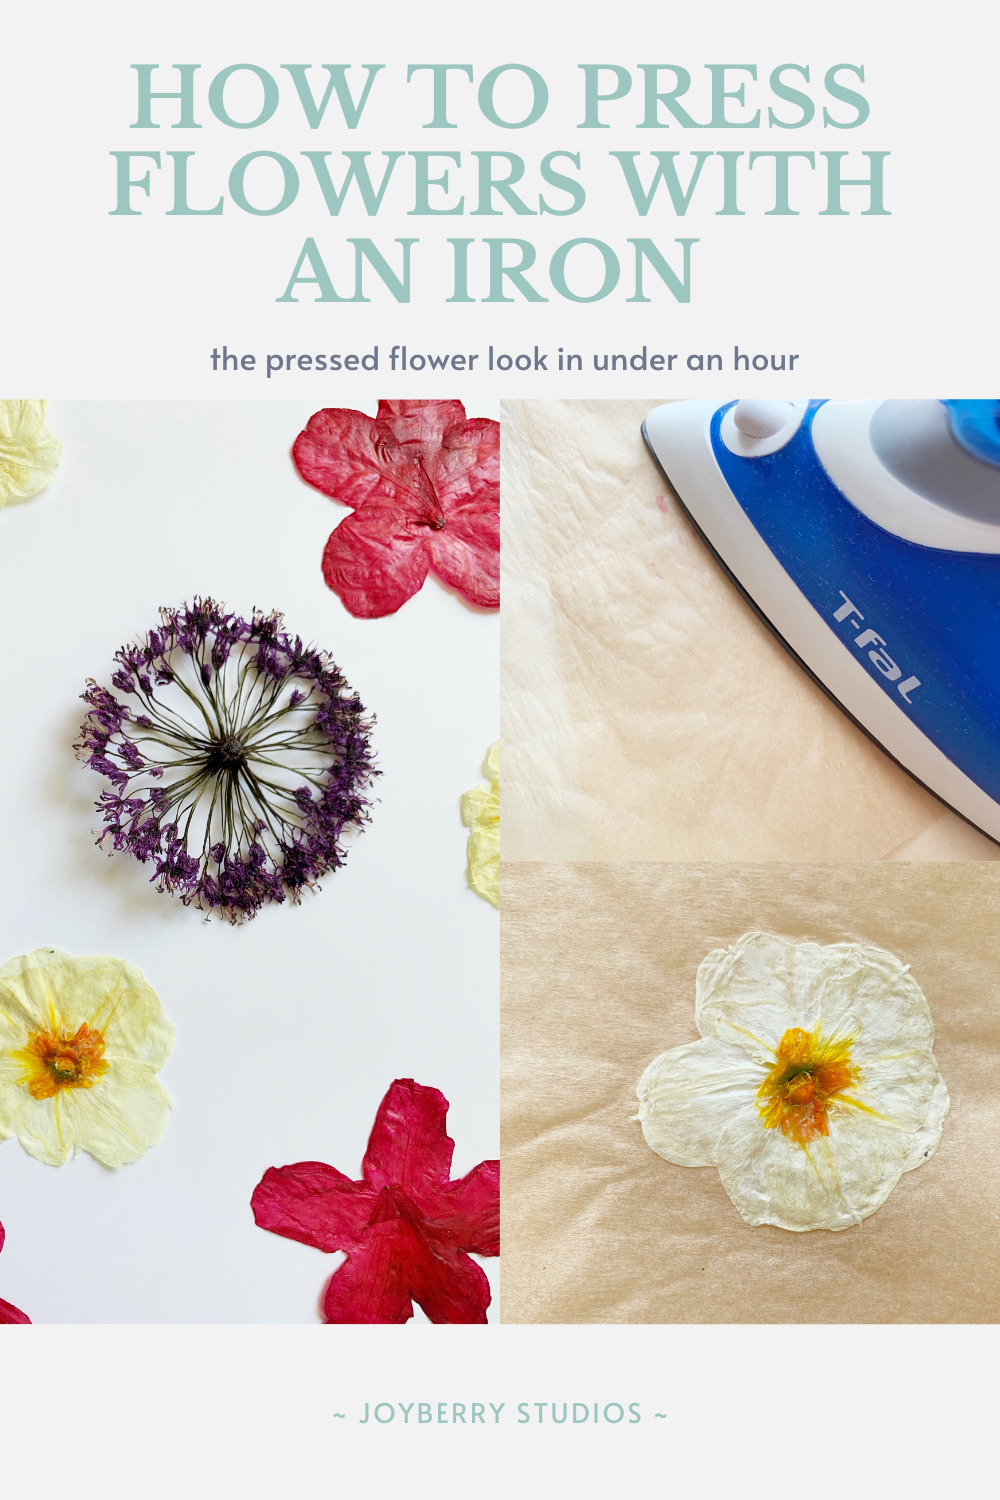 HOW TO PRESS
FLOWERS WITH
AN IRON
the pressed flower look in under an hour
T-fal
~ JOYBERRY STUDIOS ~